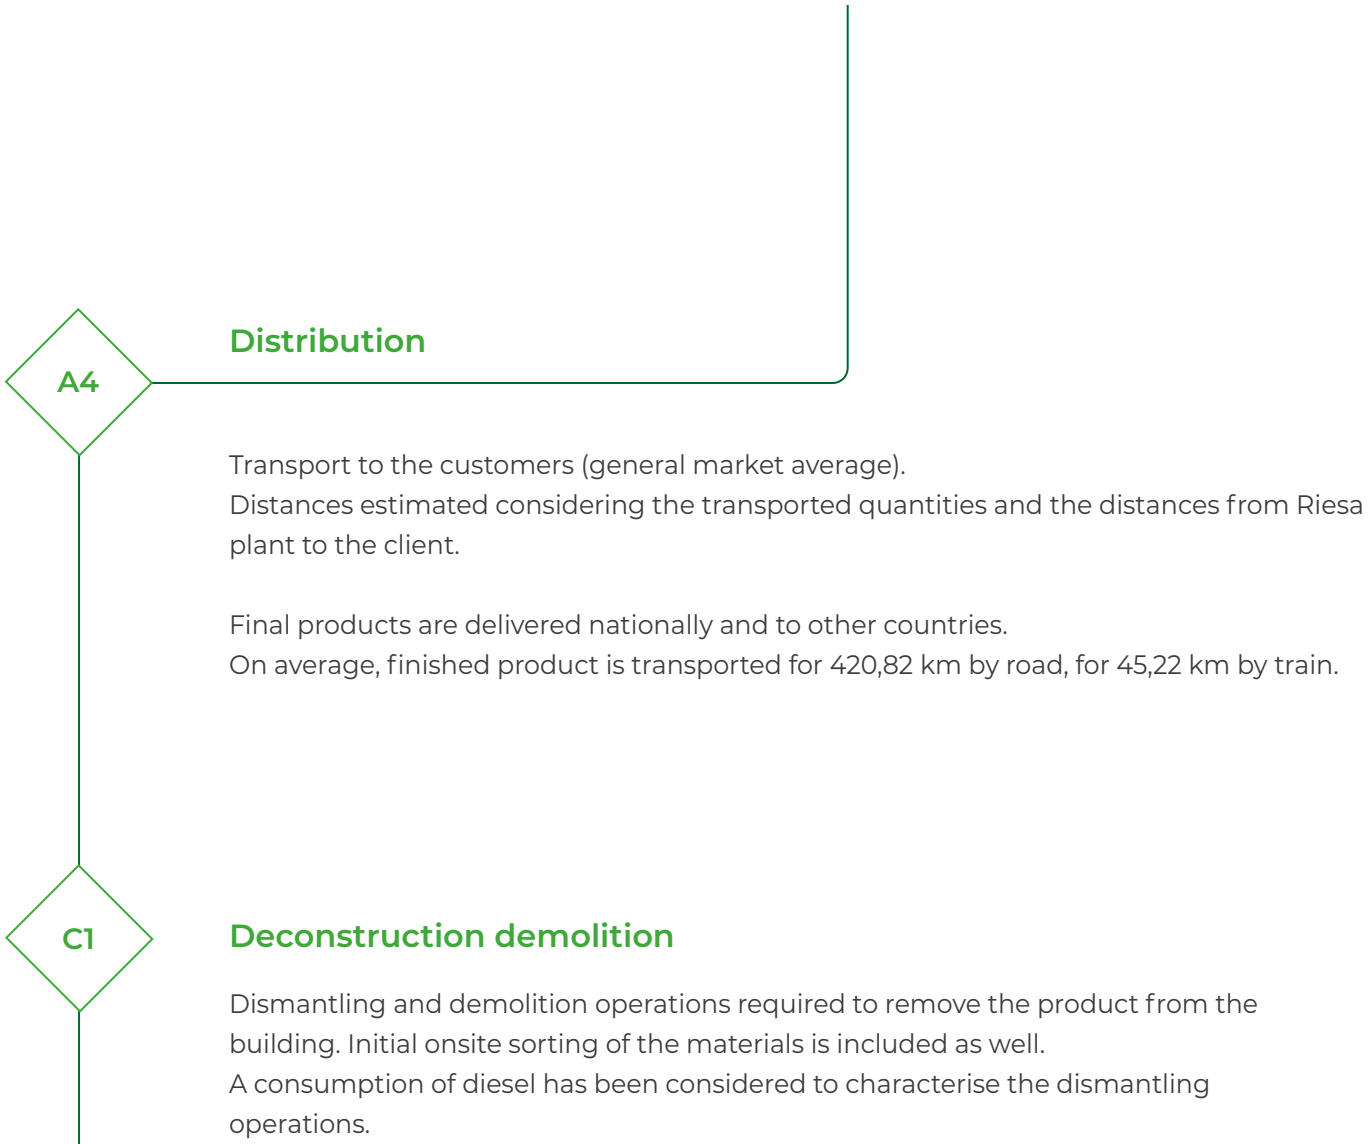 Distribution
A4
Transport to the customers (general market average).
Distances estimated considering the transported quantities and the distances from Riesa
plant to the client.
Final products are delivered nationally and to other countries.
On average, finished product is transported for 420,82 km by road, for 45,22 km by train.
C1
Deconstruction demolition
Dismantling and demolition operations required to remove the product from the
building. Initial onsite sorting of the materials is included as well.
A consumption of diesel has been considered to characterise the dismantling
operations.